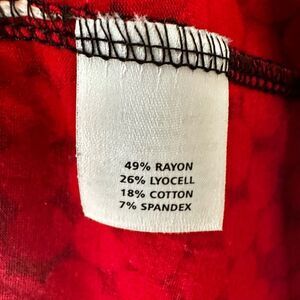 49% RAYON
26% LYOCELL
18% COTTON
7% SPANDEX